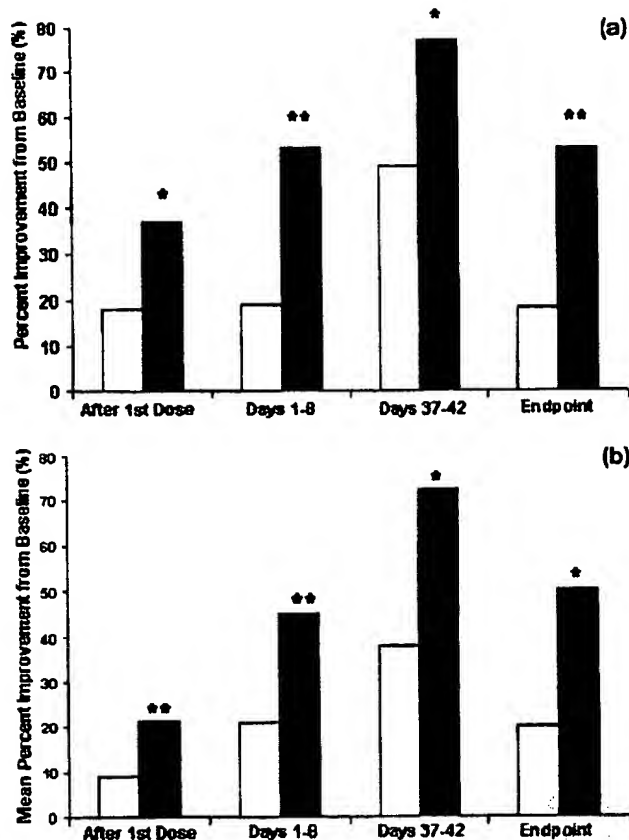 (a)
Percent Improvement from Baseline (%)
80
70
60
50
40
30
20
10
0
*
**
*
**
After 1st Dose
Days 1-8
Days 37-42
Endpoint
(b)
Mean Percent Improvement from Baseline (%)
80
70
60
50
40
30
20
10
0
**
**
*
*
After 1st Dose
Days 1-8
Days 37-42
Endpoint